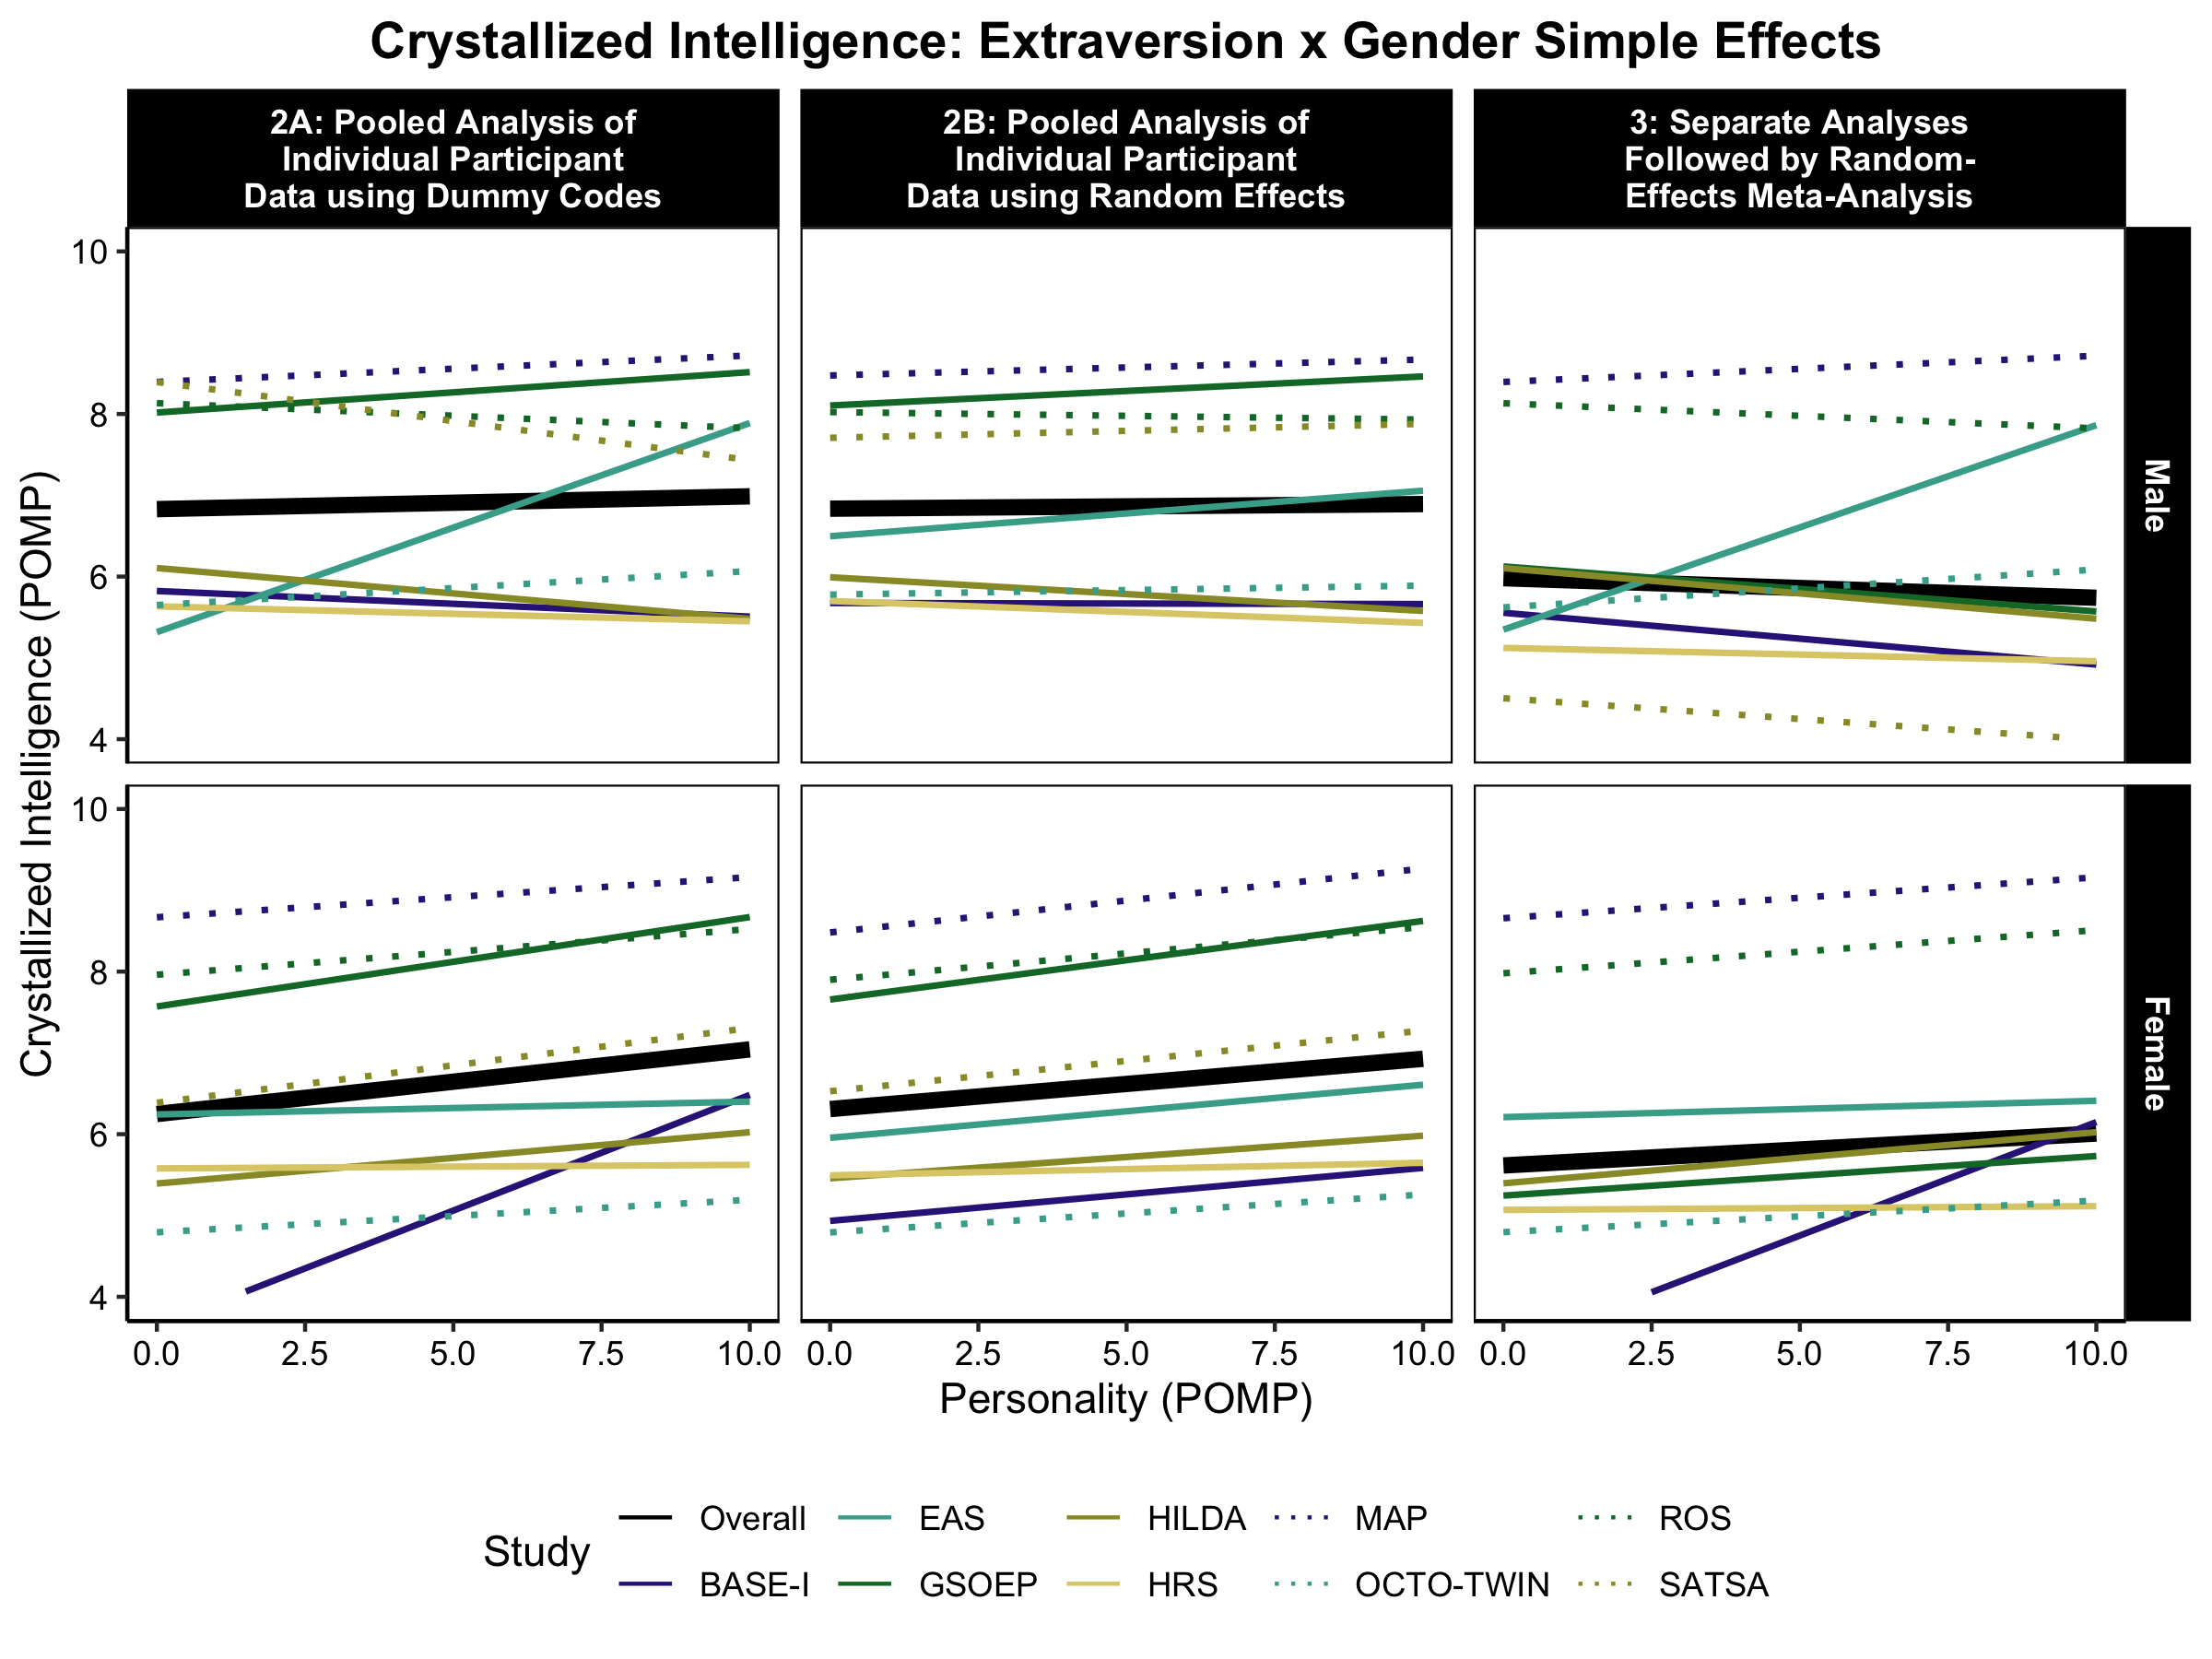 Crystallized Intelligence: Extraversion x Gender Simple Effects
2A: Pooled Analysis of
Individual Participant
Data using Dummy Codes
2B: Pooled Analysis of
Individual Participant
Data using Random Effects
3: Separate Analyses
Followed by Random-
Effects Meta-Analysis
Crystallized Intelligence (POMP)
10
8
6
4
Male
10
8
6
4
Female
0.0 2.5 5.0 7.5 10.0
0.0 2.5 5.0 7.5 10.0
0.0 2.5 5.0 7.5 10.0
Personality (POMP)
Study
Overall EAS HILDA MAP ROS
BASE-I GSOEP HRS OCTO-TWIN SATSA